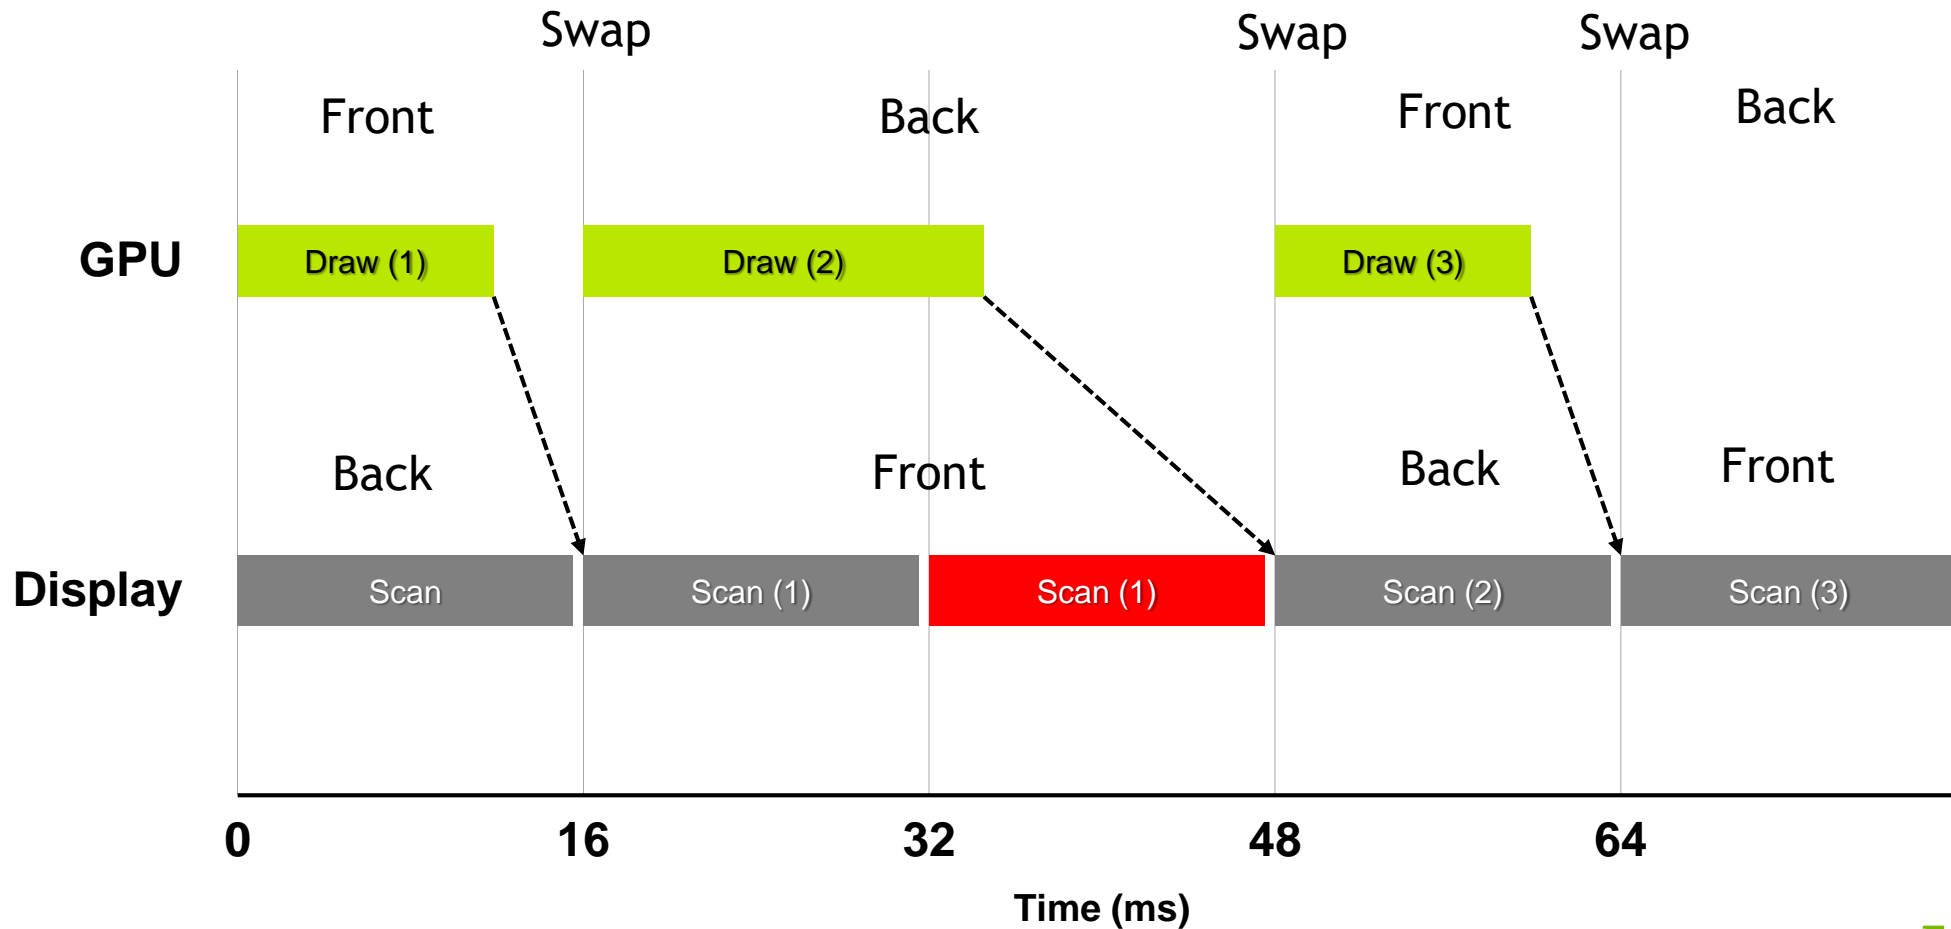 Swap Swap Swap
Front Back Front Back
GPU Draw (1) Draw (2) Draw (3)
Back Front Back Front
Display Scan Scan (1) Scan (1) Scan (2) Scan (3)
0 16 32 48 64
Time (ms)